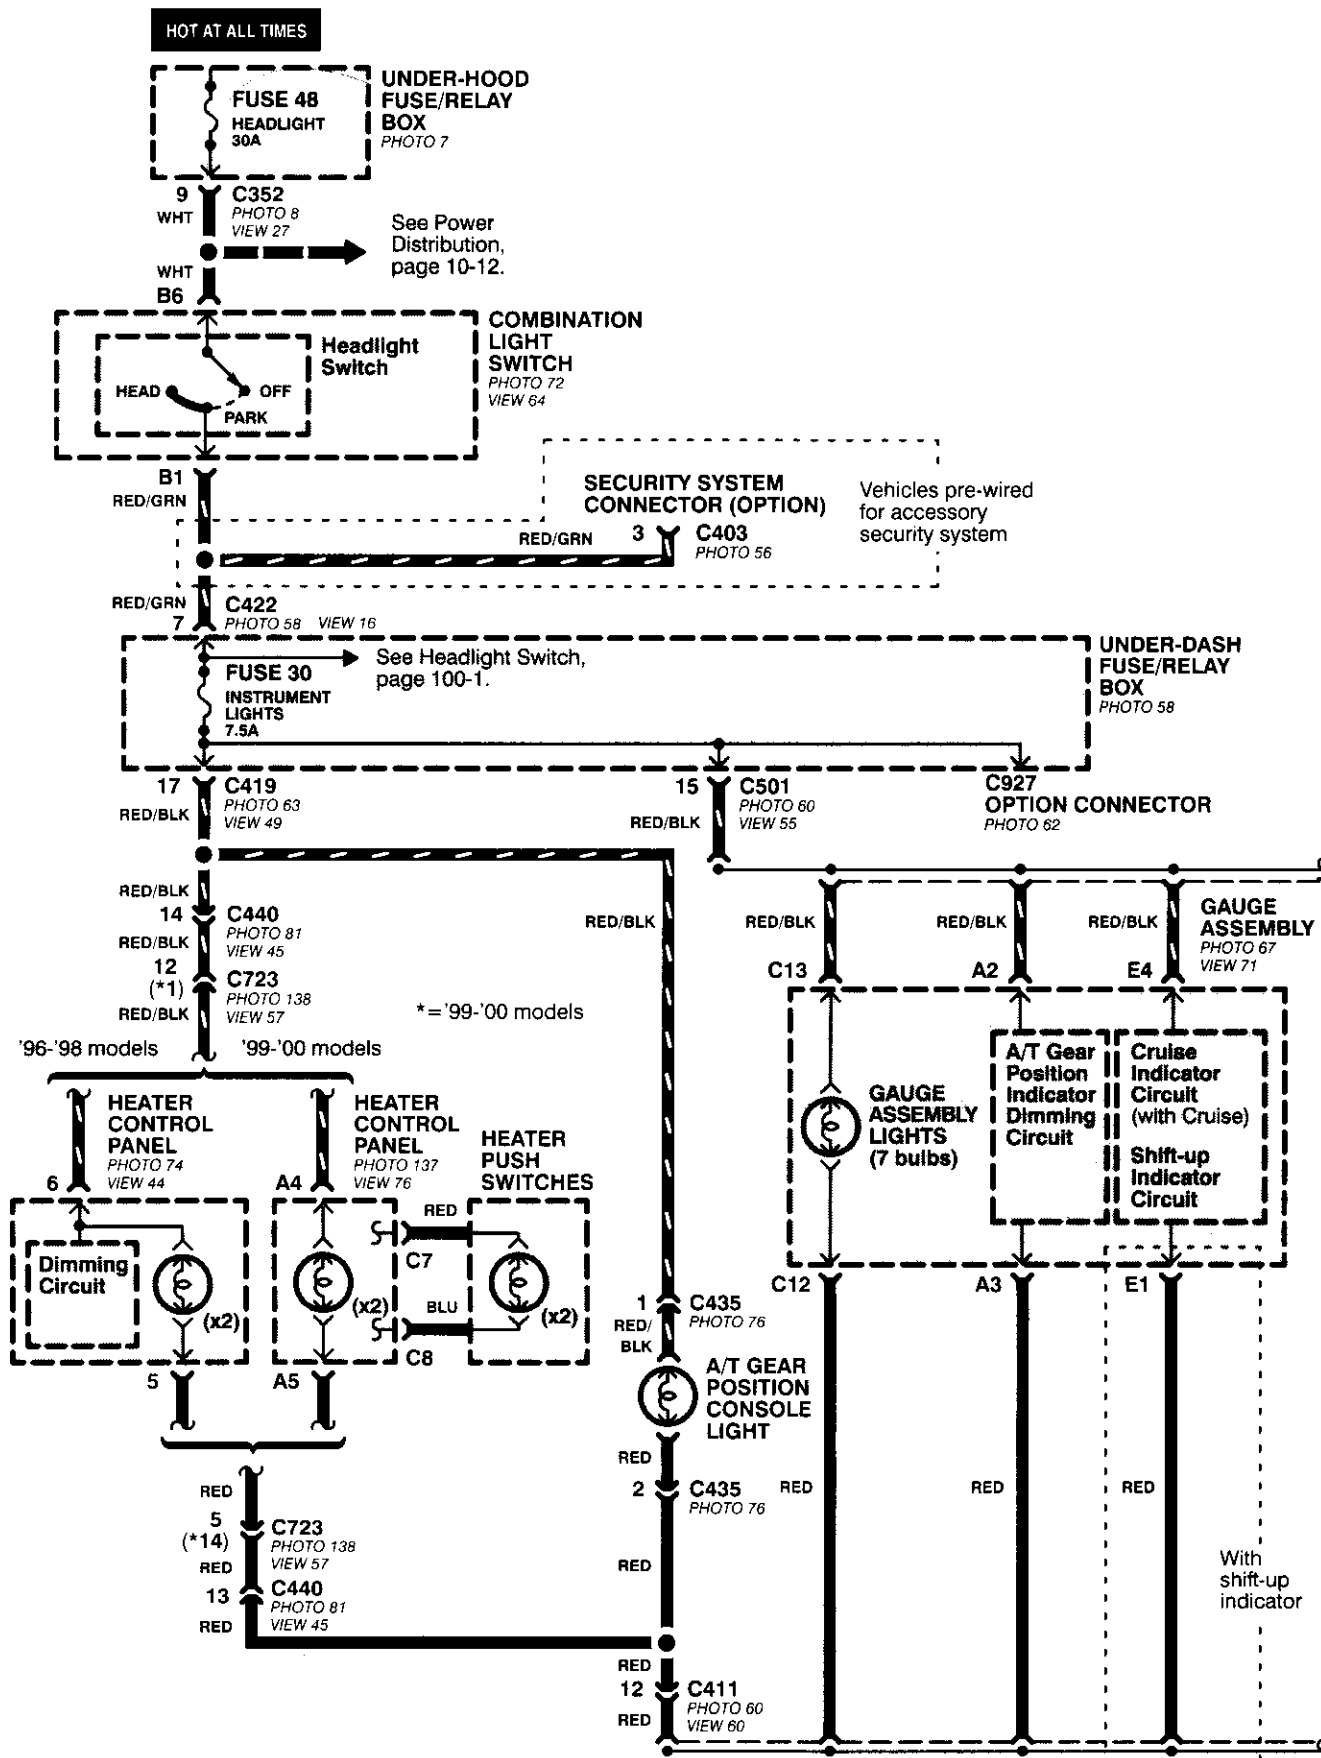 HOT AT ALL TIMES
FUSE 48
HEADLIGHT
30A
UNDER-HOOD
FUSE/RELAY
BOX
PHOTO 7
9
C352
WHT
PHOTO 8
VIEW 27
See Power
Distribution,
page 10-12.
WHT
B6
COMBINATION
LIGHT
SWITCH
PHOTO 72
VIEW 64
Headlight
Switch
HEAD
OFF
PARK
B1
RED/GRN
SECURITY SYSTEM
CONNECTOR (OPTION)
Vehicles pre-wired
for accessory
security system
RED/GRN
3
C403
PHOTO 56
RED/GRN
7
C422
PHOTO 58 VIEW 16
See Headlight Switch,
page 100-1.
FUSE 30
INSTRUMENT
LIGHTS
7.5A
UNDER-DASH
FUSE/RELAY
BOX
PHOTO 58
17
C419
PHOTO 63
VIEW 49
RED/BLK
15
C501
PHOTO 60
VIEW 55
RED/BLK
C927
OPTION CONNECTOR
PHOTO 62
RED/BLK
14
C440
PHOTO 81
VIEW 45
RED/BLK
12
(*1)
C723
PHOTO 138
VIEW 57
RED/BLK
*='99-'00 models
RED/BLK
RED/BLK
RED/BLK
RED/BLK
GAUGE
ASSEMBLY
PHOTO 67
VIEW 71
C13
A2
E4
'96-'98 models
'99-'00 models
HEATER
CONTROL
PANEL
PHOTO 74
VIEW 44
6
HEATER
CONTROL
PANEL
PHOTO 137
VIEW 76
A4
HEATER
PUSH
SWITCHES
GAUGE
ASSEMBLY
LIGHTS
(7 bulbs)
A/T Gear
Position
Indicator
Dimming
Circuit
Cruise
Indicator
Circuit
(with Cruise)
Shift-up
Indicator
Circuit
Dimming
Circuit
(x2)
(x2)
RED
C7
BLU
C8
(x2)
5
A5
C12
A3
E1
1
C435
PHOTO 76
RED/
BLK
A/T GEAR
POSITION
CONSOLE
LIGHT
RED
2
C435
PHOTO 76
RED
RED
RED
RED
RED
5
(*14)
C723
PHOTO 138
VIEW 57
RED
13
C440
PHOTO 81
VIEW 45
RED
With
shift-up
indicator
RED
12
C411
PHOTO 60
VIEW 60
RED